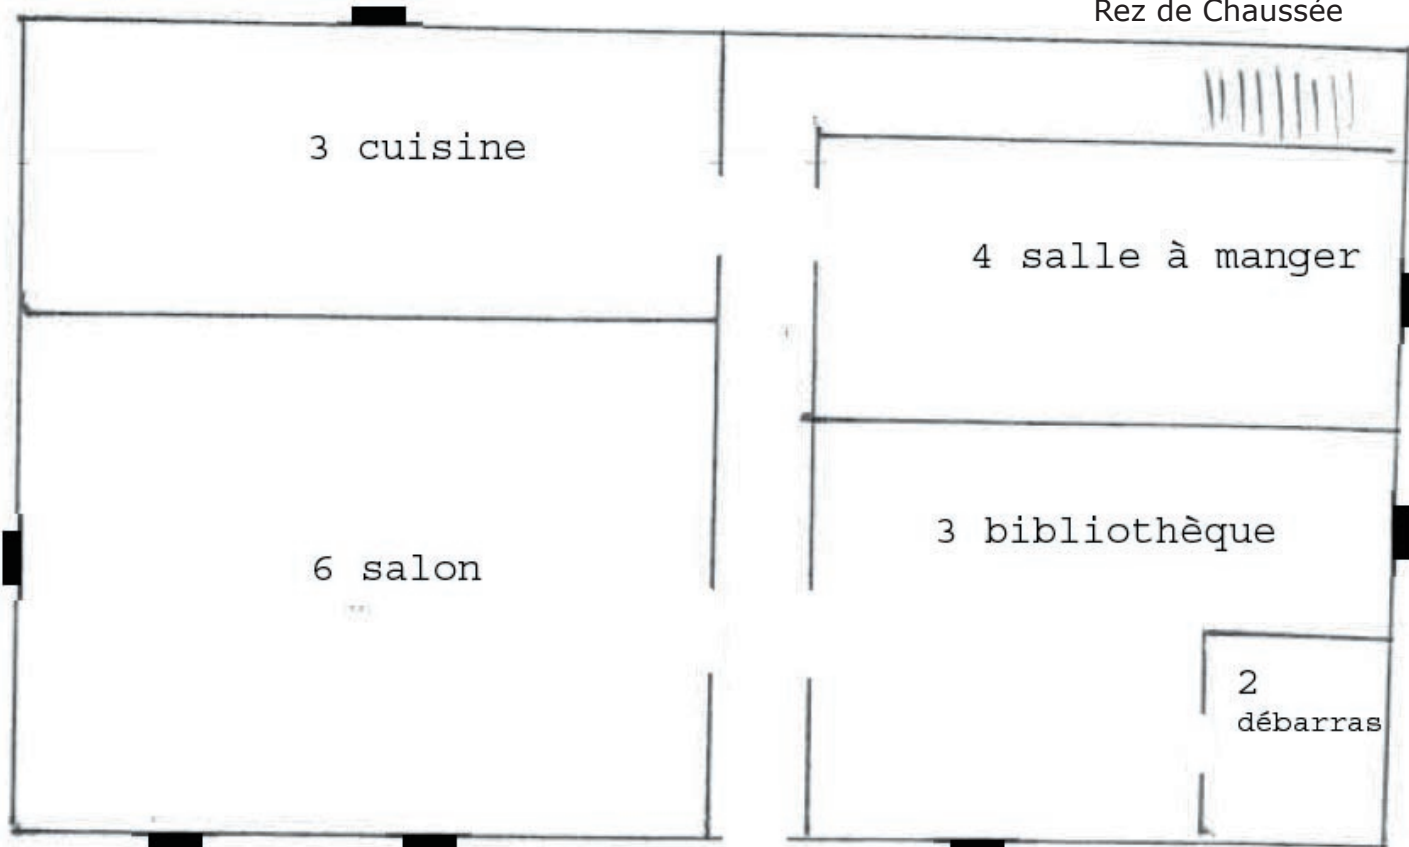 Rez de Chaussée
3 cuisine
4 salle à manger
3 bibliothèque
6 salon
2
débarras